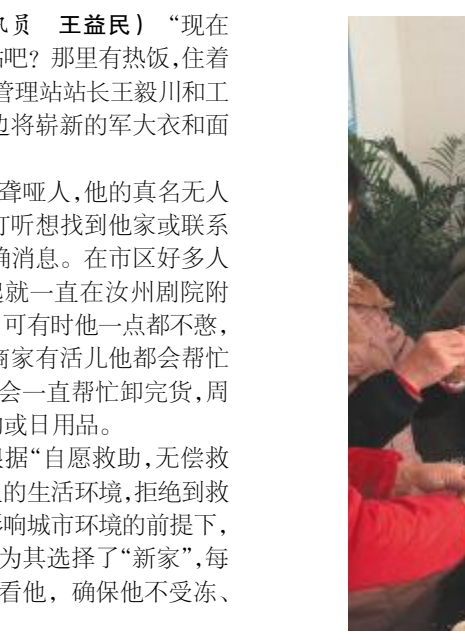 员 王益民） “现在
吧？那里有热饭，住着
管理站站长王毅川和工
边将崭新的军大衣和面
聋哑人，他的真名无人
打听想找到他家或联系
确消息。在市区好多人
就一直在汝州剧院附
可有时他一点都不憨，
商家有活儿他都会帮忙
会一直帮忙卸完货，周
或日用品。
据“自愿救助，无偿救
的生活环境，拒绝到救
影响城市环境的前提下，
为其选择了“新家”，每
看他，确保他不受冻、